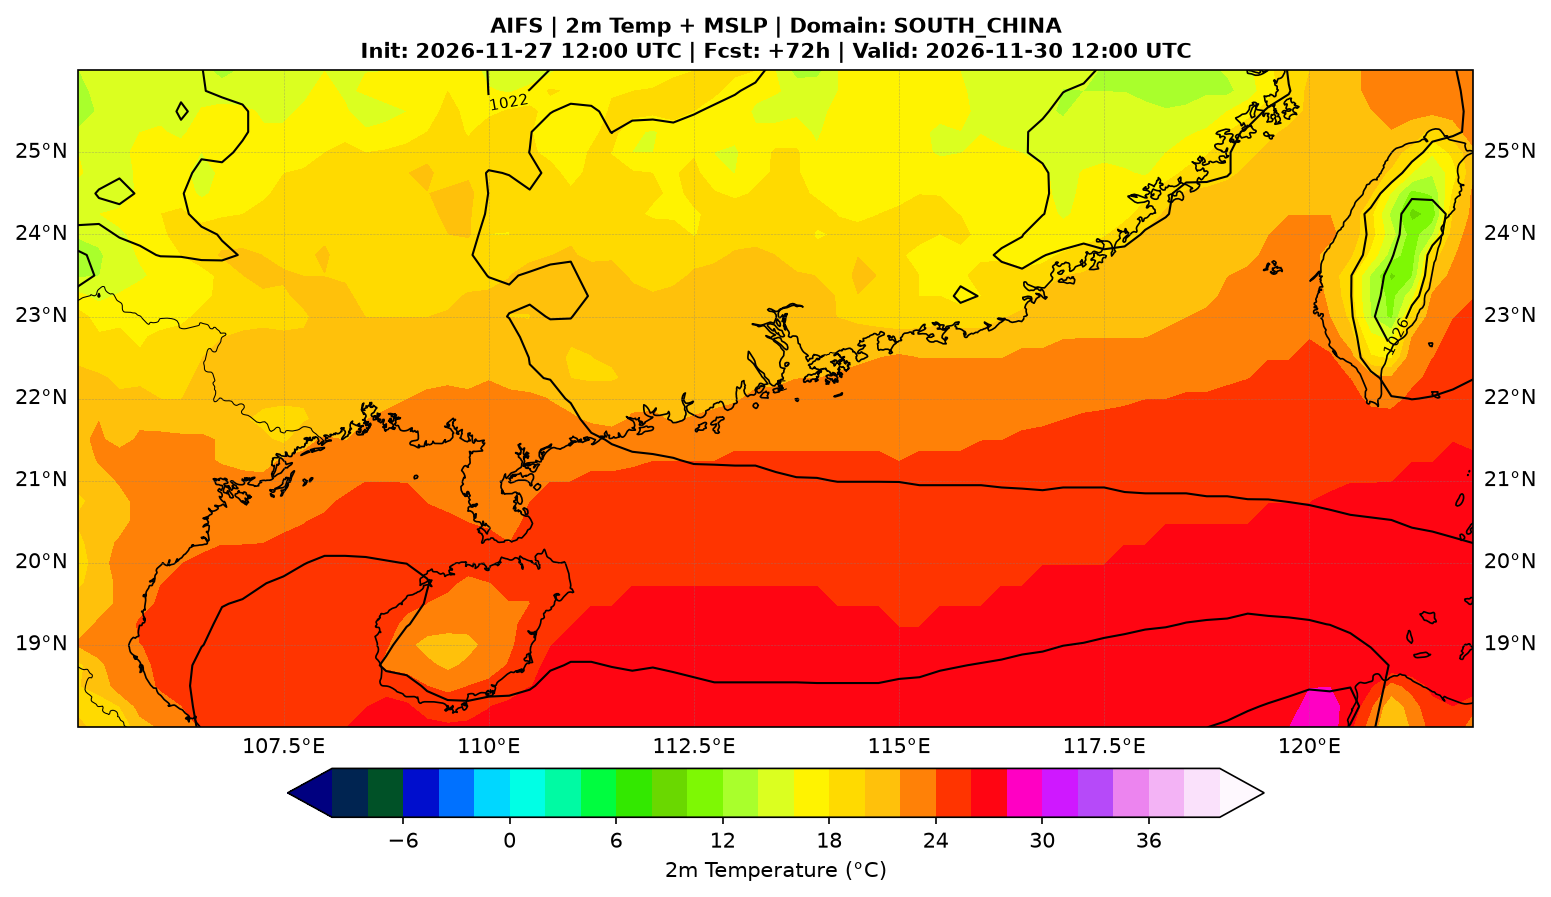 AIFS | 2m Temp + MSLP | Domain: SOUTH_CHINA
Init: 2026-11-27 12:00 UTC | Fcst: +72h | Valid: 2026-11-30 12:00 UTC
1022
25°N 25°N
24°N 24°N
23°N 23°N
1026
22°N 22°N
21°N 21°N
20°N 20°N
19°N 19°N
107.5°E 110°E 112.5°E 115°E 117.5°E 120°E
−6 0 6 12 18 24 30 36
2m Temperature (°C)